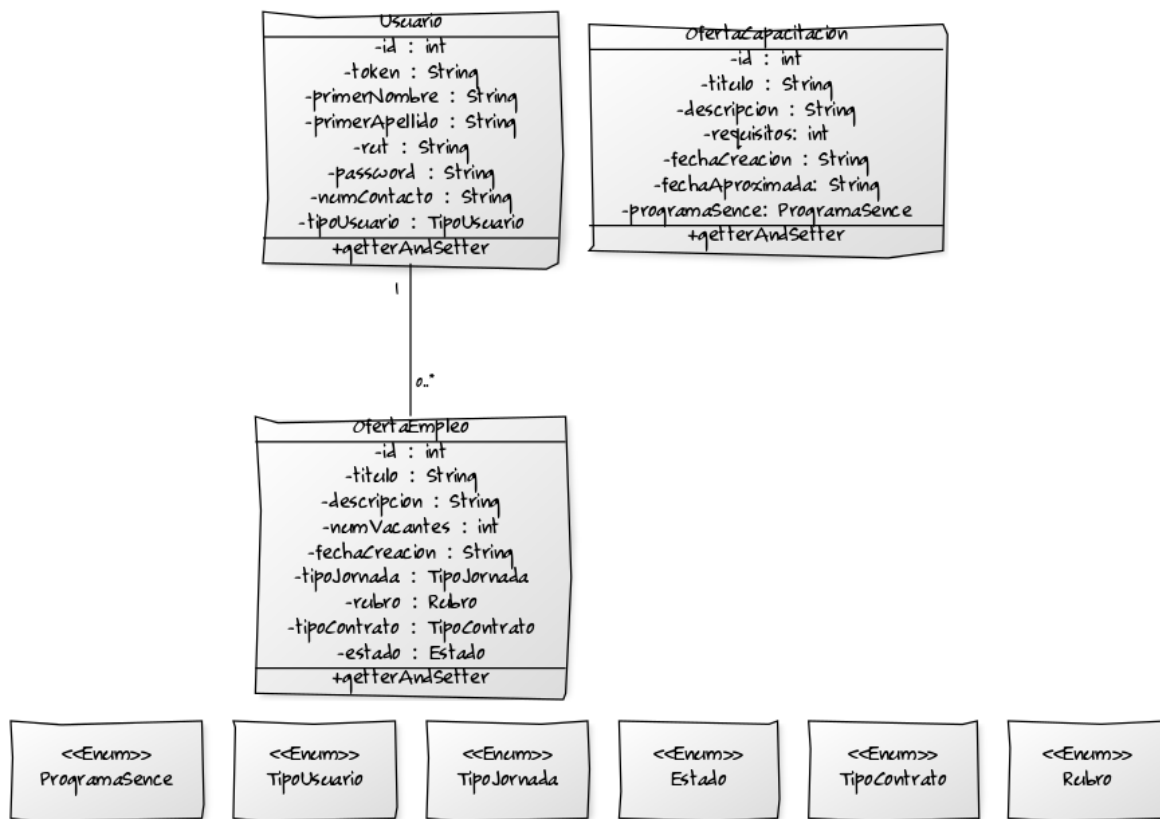 Usuario
-id : int
-token : String
-primerNombre : String
-primerApellido : String
-rut : String
-password : String
-numContacto : String
-tipoUsuario : TipoUsuario
+getterAndSetter
OfertaCapacitacion
-id : int
-titulo : String
-descripcion : String
-requisitos: int
-fechaCreacion : String
-fechaAproximada: String
-programaSence: ProgramaSence
+getterAndSetter
1
0..*
OfertaEmpleo
-id : int
-titulo : String
-descripcion : String
-numVacantes : int
-fechaCreacion : String
-tipoJornada : TipoJornada
-rubro : Rubro
-tipoContrato : TipoContrato
-estado : Estado
+getterAndSetter
<<Enum>>
ProgramaSence
<<Enum>>
TipoUsuario
<<Enum>>
TipoJornada
<<Enum>>
Estado
<<Enum>>
TipoContrato
<<Enum>>
Rubro